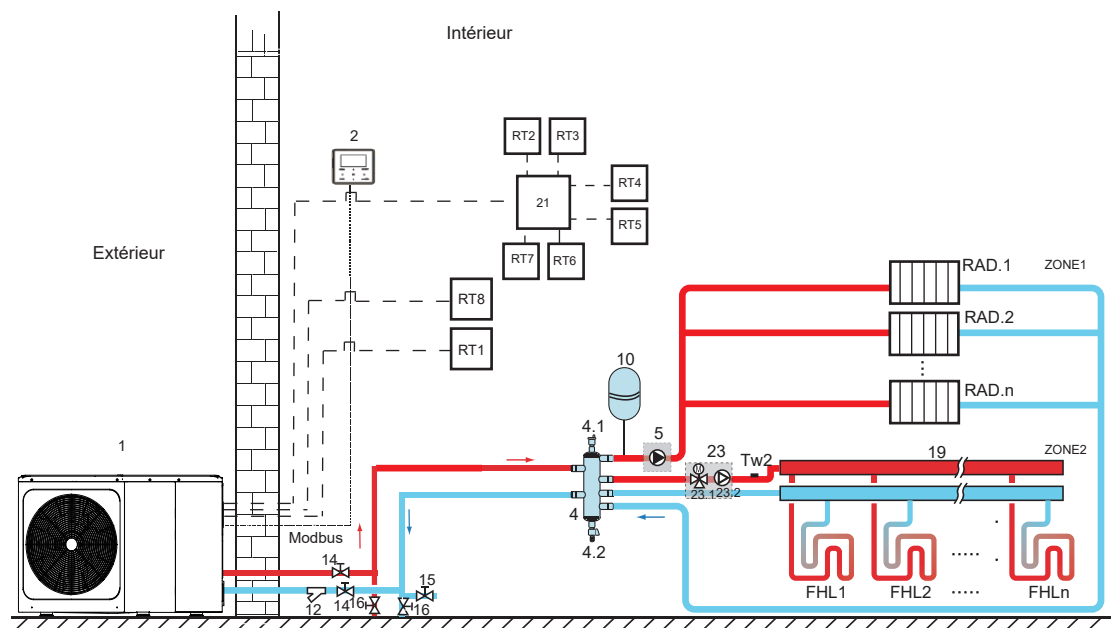 Intérieur
2
RT2
RT3
RT4
21
RT5
RT7
RT6
Extérieur
RT8
RT1
RAD.1
ZONE1
RAD.2
RAD.n
10
4.1
5
23
Tw2
19
ZONE2
23.1
23.2
4
4.2
1
Modbus
14
12
14
16
16
15
FHL1
FHL2
FHLn